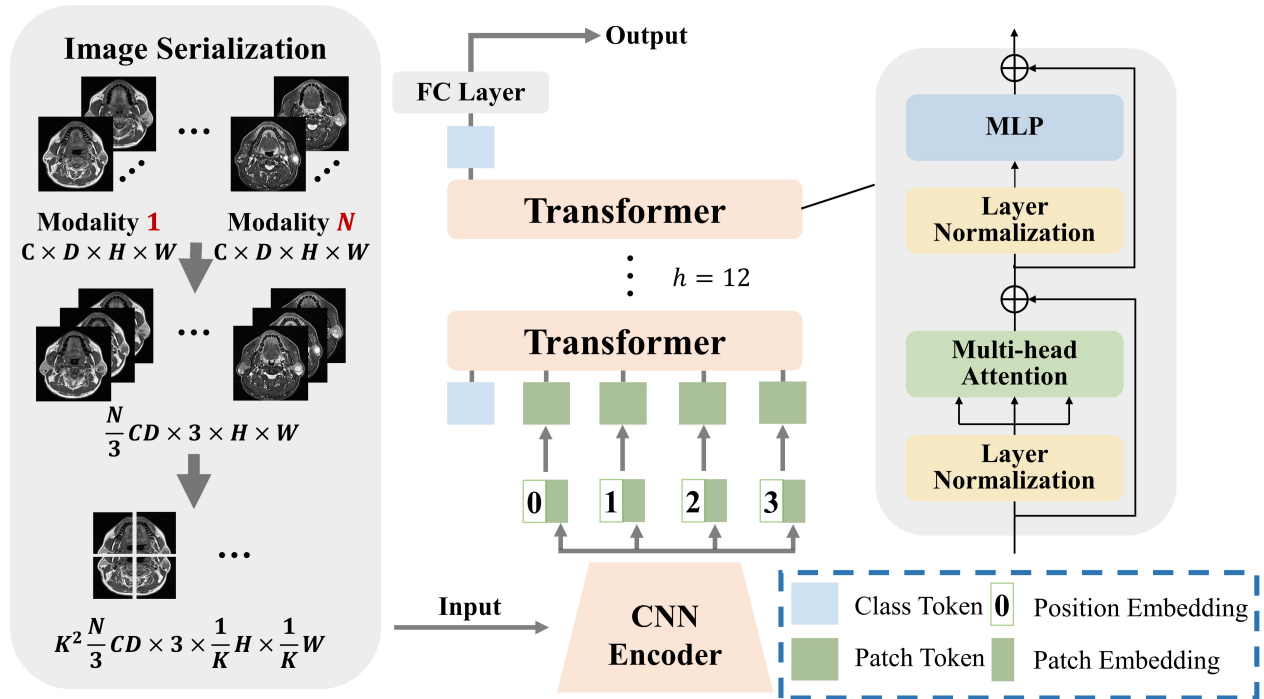 Image Serialization
Modality 1
Modality N
C × D × H × W
C × D × H × W
N/3 CD × 3 × H × W
K² N/3 CD × 3 × 1/K H × 1/K W
Output
FC Layer
Transformer
h = 12
Transformer
0 1 2 3
Input
CNN
Encoder
MLP
Layer
Normalization
Multi-head
Attention
Layer
Normalization
Class Token
0 Position Embedding
Patch Token
Patch Embedding